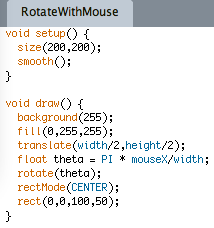 RotateWithMouse
void setup() {
  size(200,200);
  smooth();
}

void draw() {
  background(255);
  fill(0,255,255);
  translate(width/2,height/2);
  float theta = PI * mouseX/width;
  rotate(theta);
  rectMode(CENTER);
  rect(0,0,100,50);
}